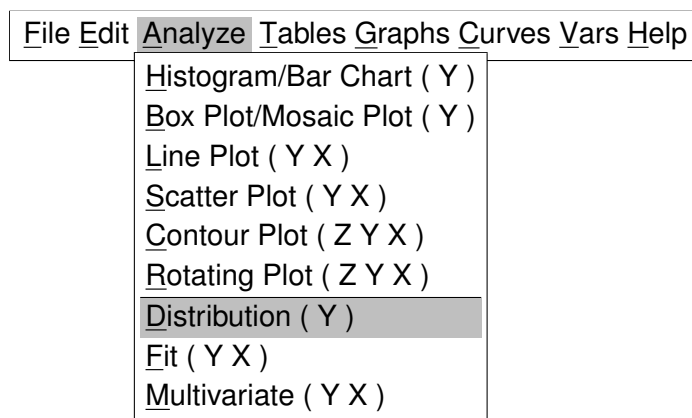 File Edit Analyze Tables Graphs Curves Vars Help
Histogram/Bar Chart ( Y )
Box Plot/Mosaic Plot ( Y )
Line Plot ( Y X )
Scatter Plot ( Y X )
Contour Plot ( Z Y X )
Rotating Plot ( Z Y X )
Distribution ( Y )
Fit ( Y X )
Multivariate ( Y X )